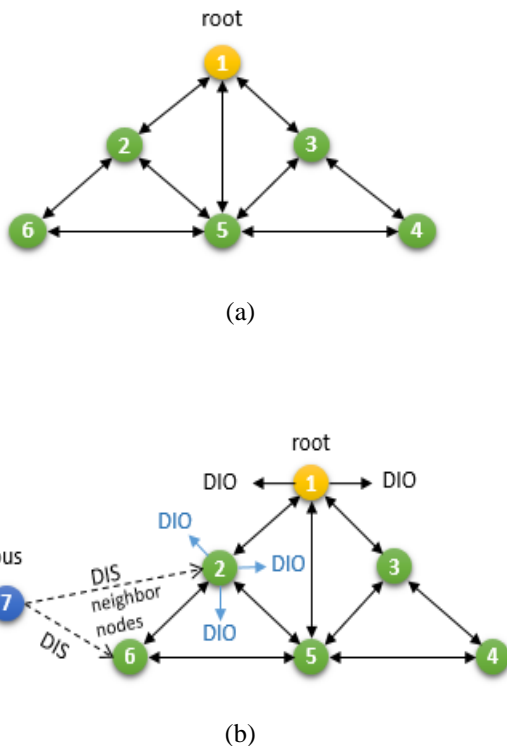 root
1
2
3
6
5
4
(a)
root
DIO
1
DIO
DIO
2
DIO
3
DIS
neighbor
nodes
7
DIO
DIS
6
5
4
(b)